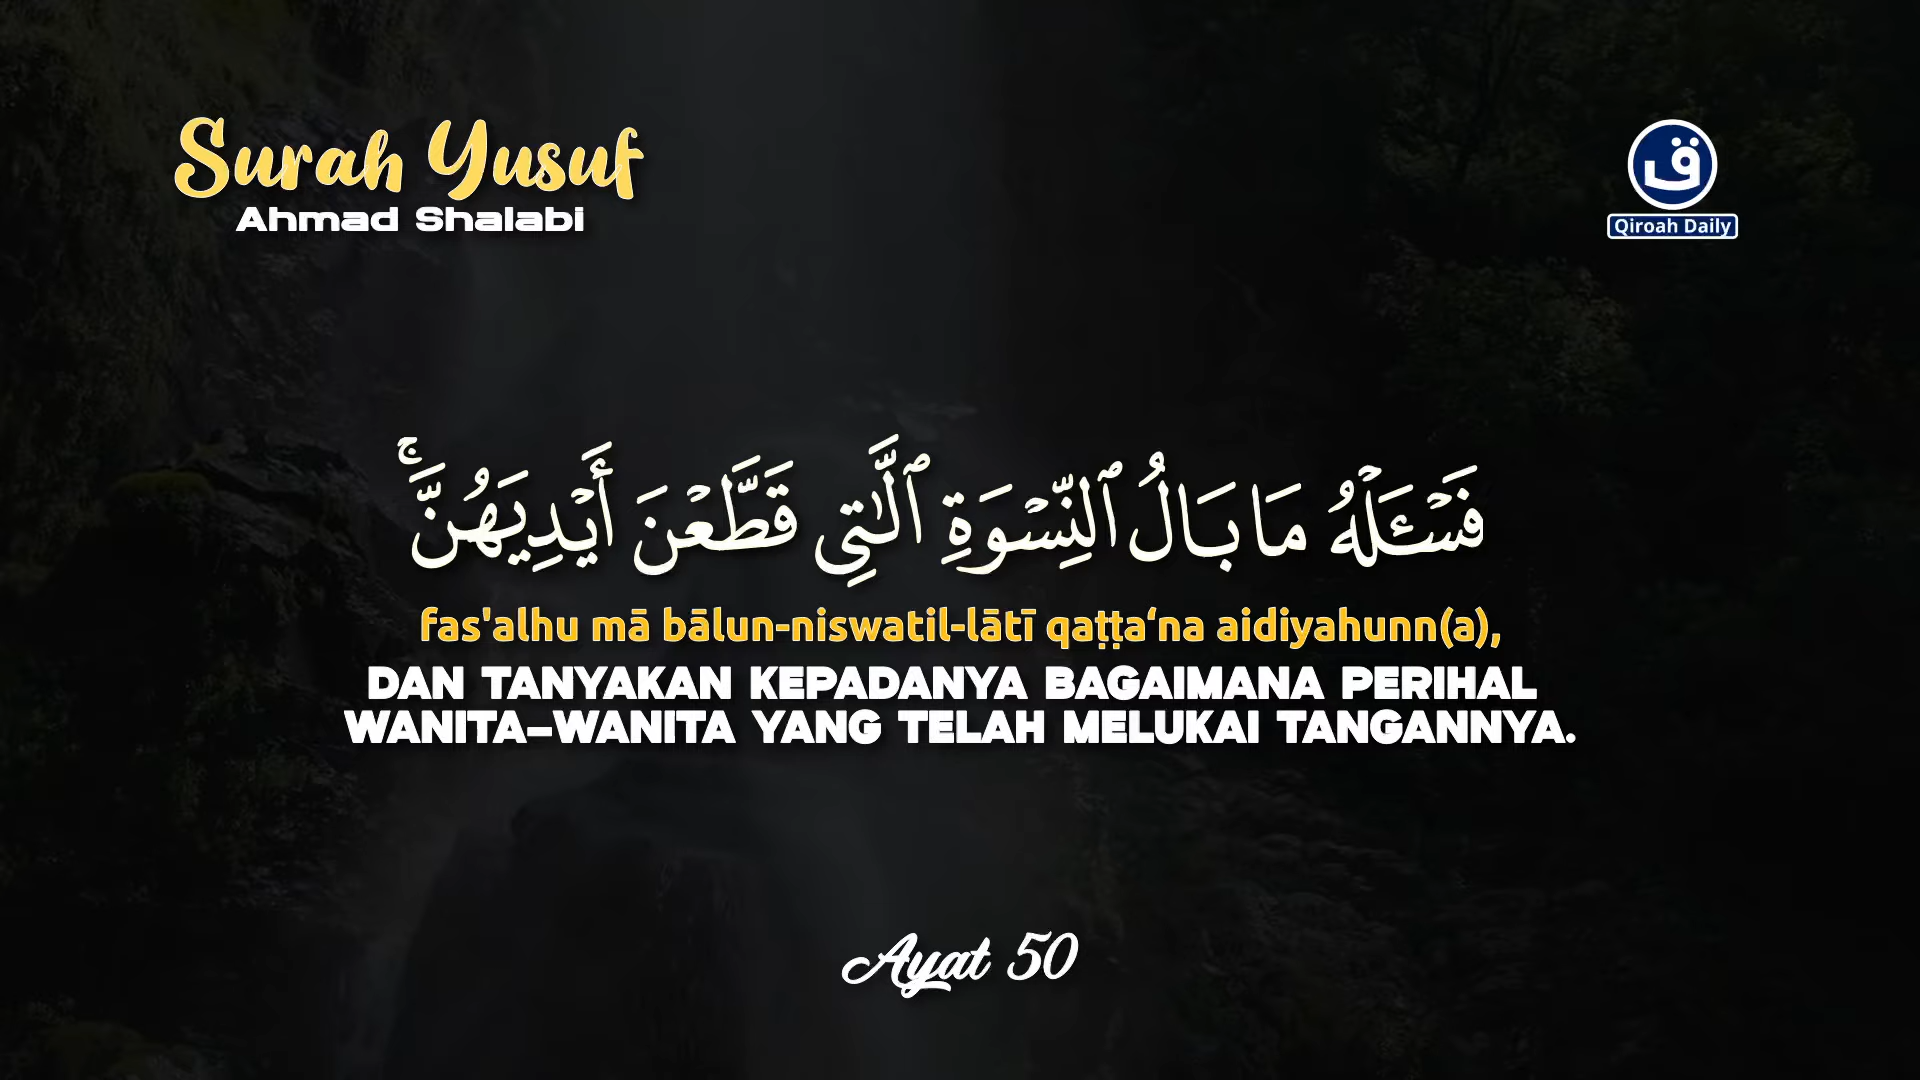 Surah Yusuf
Ahmad Shalabi
ق
Qiroah Daily
فَسْـَٔلْهُ مَا بَالُ ٱلنِّسْوَةِ ٱلَّـٰتِى قَطَّعْنَ أَيْدِيَهُنَّ ۚ
fas'alhu mā bālun-niswatil-lātī qaṭṭa‘na aidiyahunn(a),
DAN TANYAKAN KEPADANYA BAGAIMANA PERIHAL
WANITA-WANITA YANG TELAH MELUKAI TANGANNYA.
Ayat 50